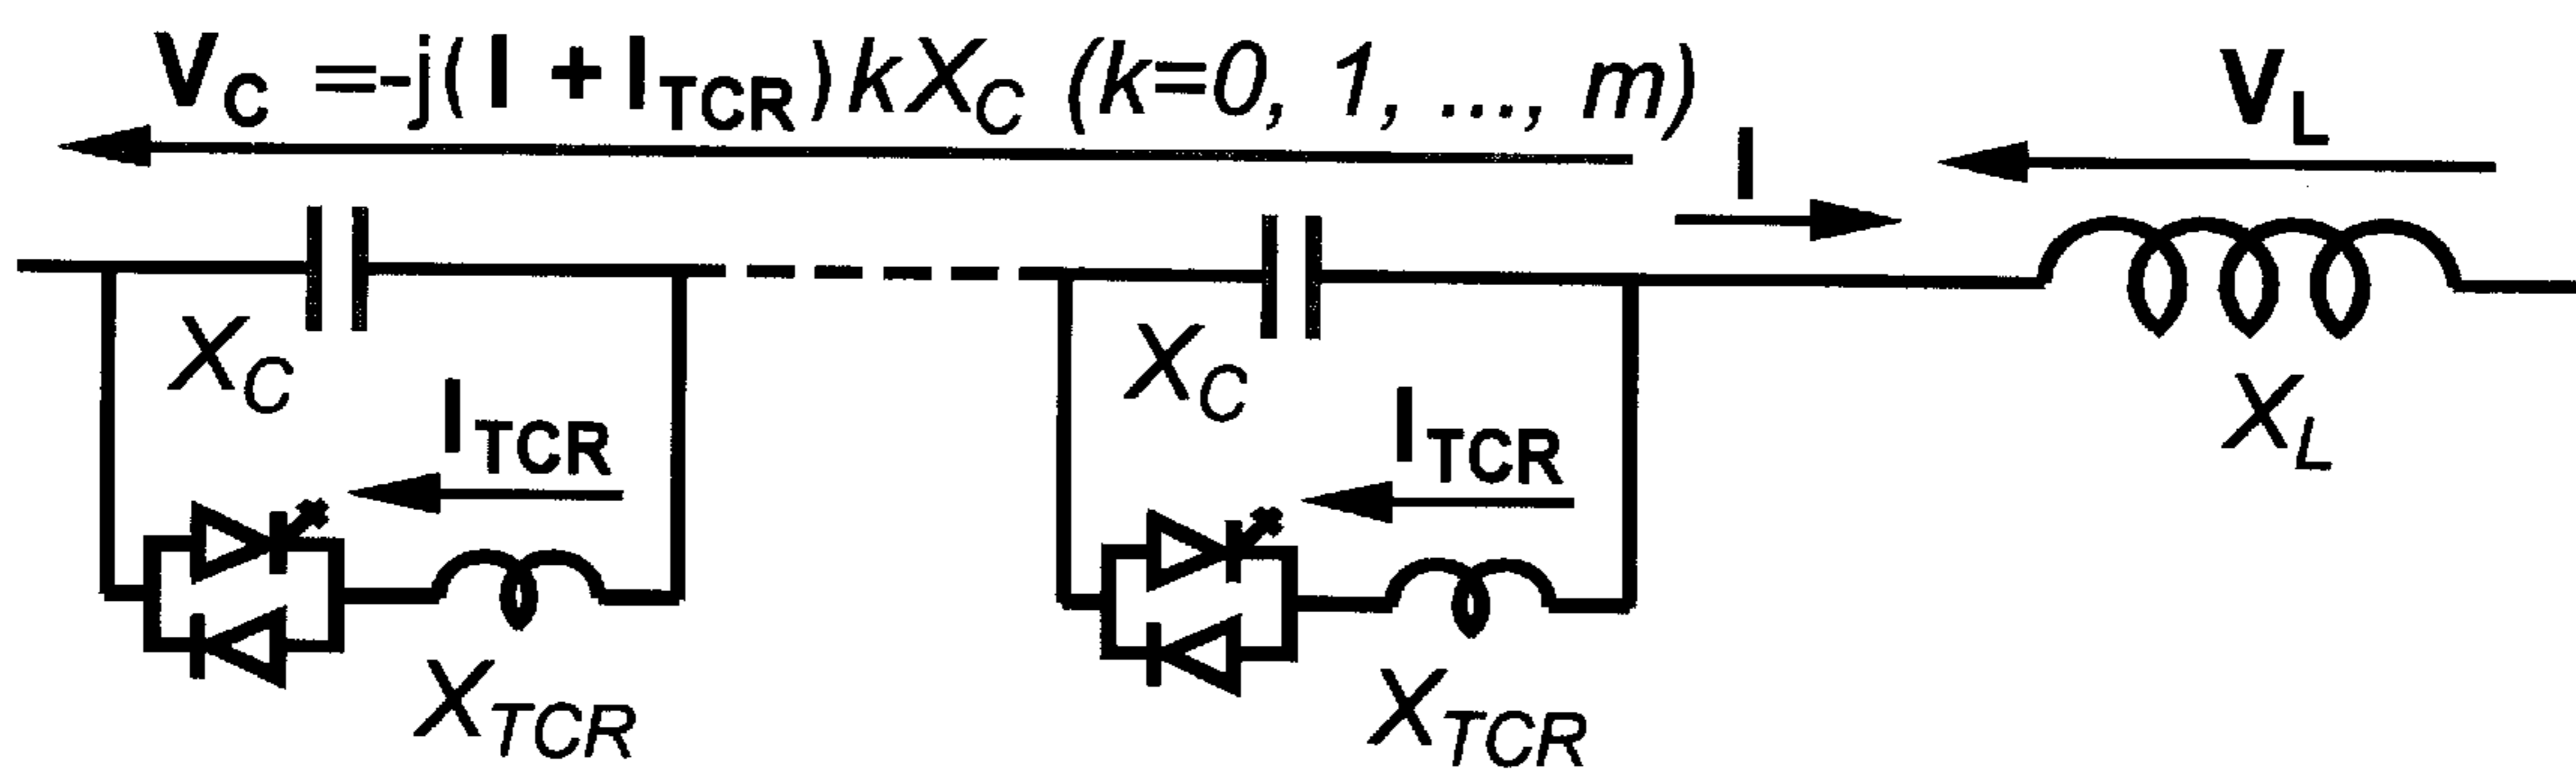 V_C =-j( I + I_TCR ) kX_C (k=0, 1, ..., m)
I
V_L
X_C
X_C
X_L
I_TCR
I_TCR
X_TCR
X_TCR